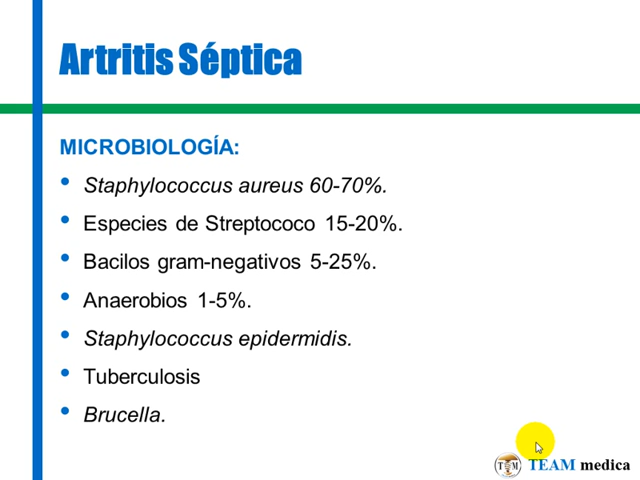 Artritis Séptica
MICROBIOLOGÍA:
• Staphylococcus aureus 60-70%.
• Especies de Streptococo 15-20%.
• Bacilos gram-negativos 5-25%.
• Anaerobios 1-5%.
• Staphylococcus epidermidis.
• Tuberculosis
• Brucella.
TM TEAM medica